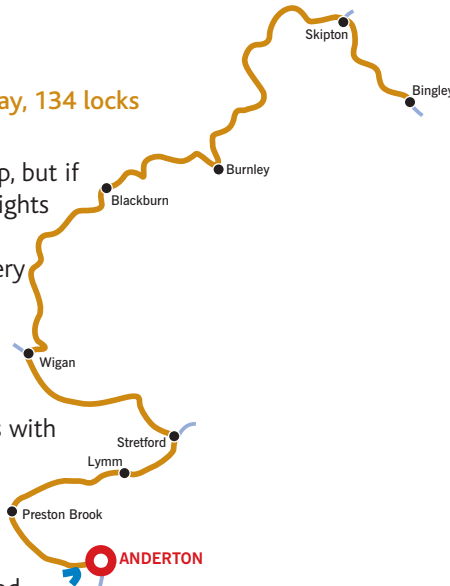 Skipton
Bingley
ay, 134 locks
p, but if
Burnley
ights
Blackburn
ery
Wigan
s with
Stretford
Lymm
Preston Brook
ANDERTON